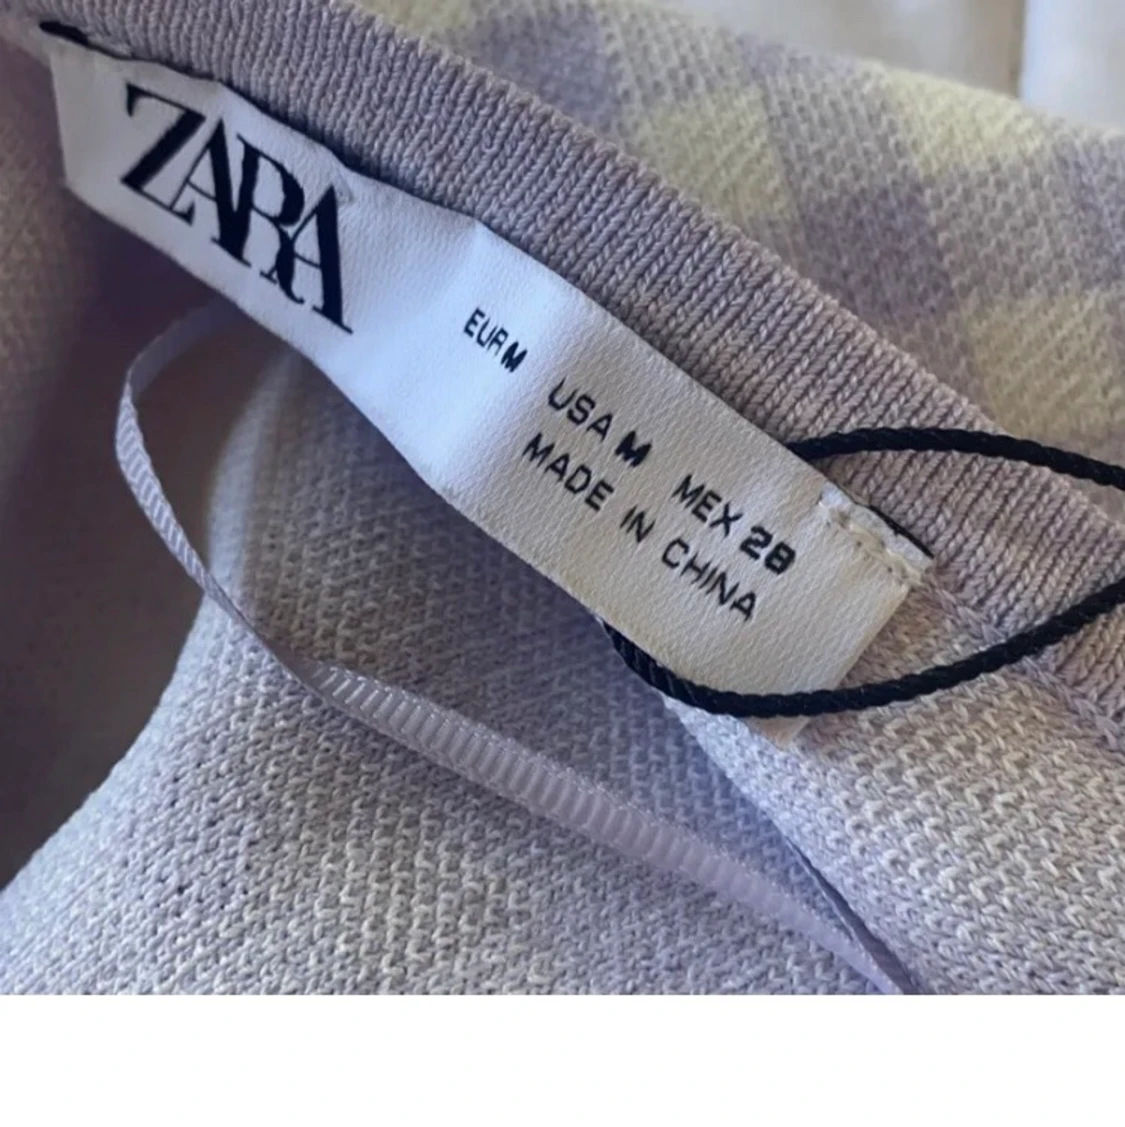 ZARA
EUR M
USA M MEX 28
MADE IN CHINA